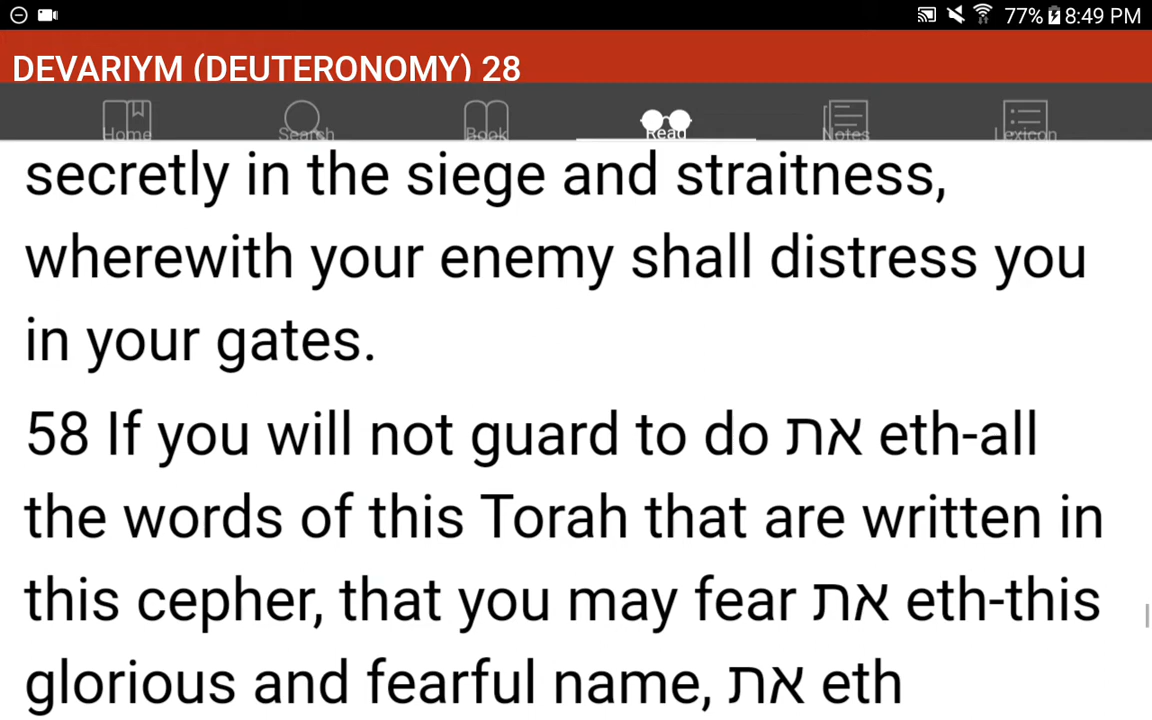 77% 8:49 PM
DEVARIYM (DEUTERONOMY) 28
Home Search Book Read Notes Lexicon
secretly in the siege and straitness,
wherewith your enemy shall distress you
in your gates.
58 If you will not guard to do את eth-all
the words of this Torah that are written in
this cepher, that you may fear את eth-this
glorious and fearful name, את eth